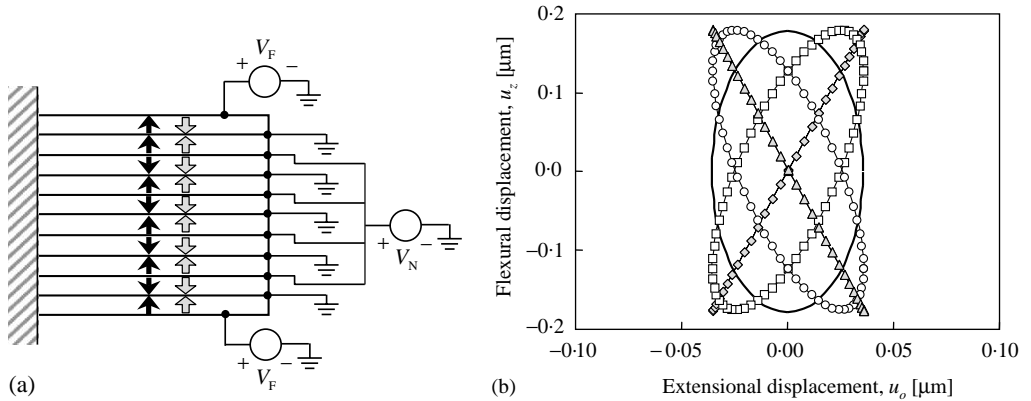 (a)
V_F
+ −
+ −
V_N
+ −
V_F
(b)
Flexural displacement, u_z [µm]
0·2
0·1
0·0
−0·1
−0·2
−0·10 −0·05 0·00 0·05 0·10
Extensional displacement, u_o [µm]